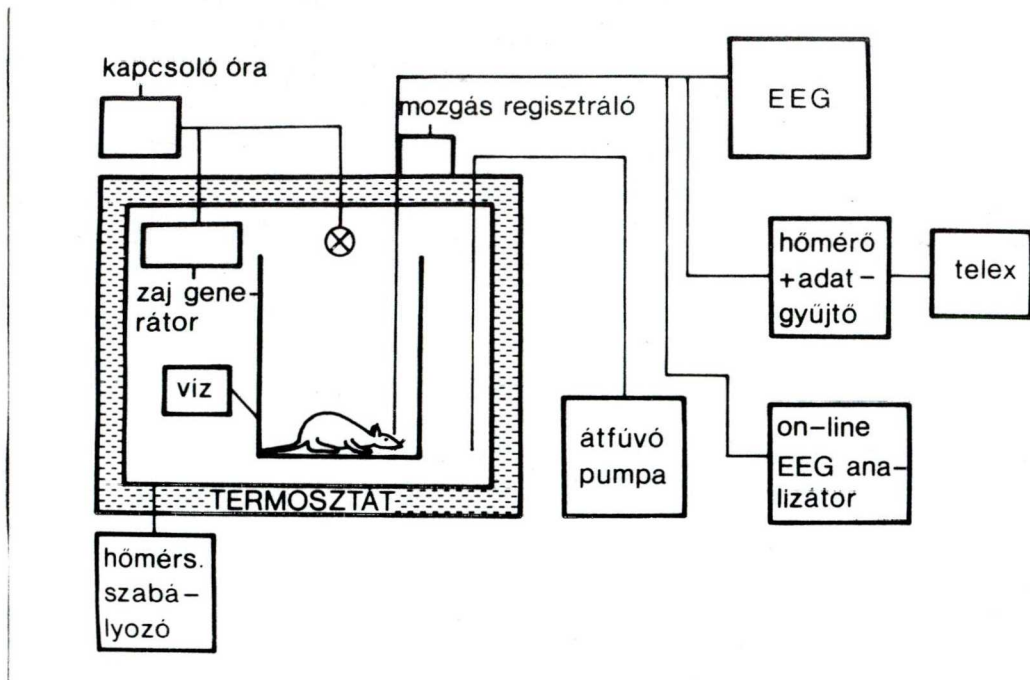 kapcsoló óra
mozgás regisztráló
EEG
zaj gene-
rátor
víz
hőmérő
+adat-
gyűjtő
telex
átfúvó
pumpa
on-line
EEG ana-
lizátor
TERMOSZTÁT
hőmérs.
szabá-
lyozó